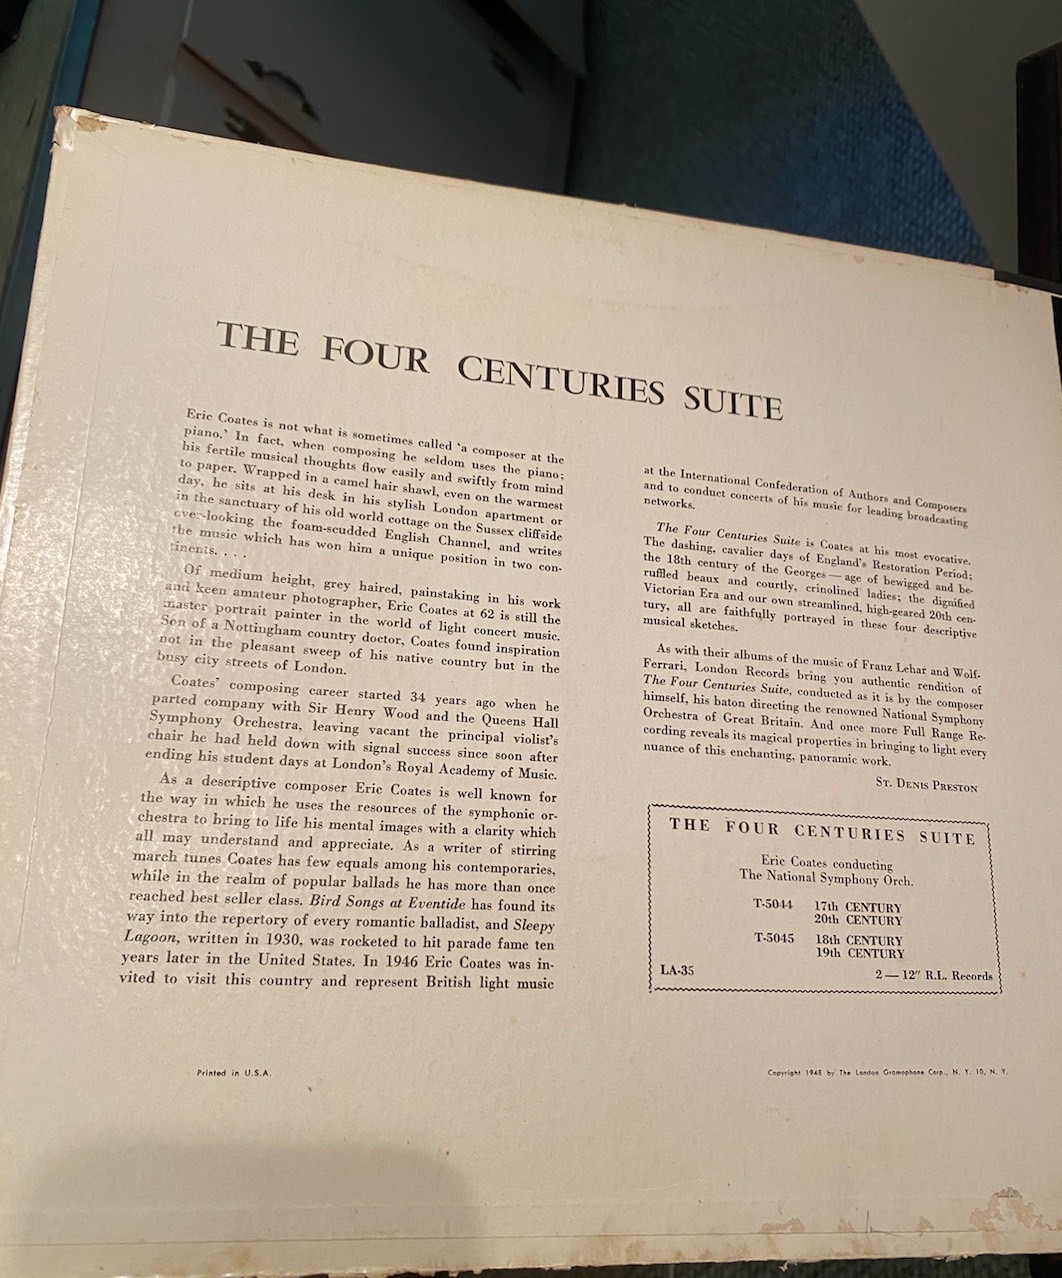 THE FOUR CENTURIES SUITE
Eric Coates is not what is sometimes called ‘a composer at the
piano.’ In fact, when composing he seldom uses the piano;
his fertile musical thoughts flow easily and swiftly from mind
to paper. Wrapped in a camel hair shawl, even on the warmest
day, he sits at his desk in his stylish London apartment or
in the sanctuary of his old world cottage on the Sussex cliffside
over-looking the foam-scudded English Channel, and writes
the music which has won him a unique position in two con-
tinents. . . .
Of medium height, grey haired, painstaking in his work
and keen amateur photographer, Eric Coates at 62 is still the
master portrait painter in the world of light concert music.
Son of a Nottingham country doctor, Coates found inspiration
not in the pleasant sweep of his native country but in the
busy city streets of London.
Coates’ composing career started 34 years ago when he
parted company with Sir Henry Wood and the Queens Hall
Symphony Orchestra, leaving vacant the principal violist’s
chair he had held down with signal success since soon after
ending his student days at London’s Royal Academy of Music.
As a descriptive composer Eric Coates is well known for
the way in which he uses the resources of the symphonic or-
chestra to bring to life his mental images with a clarity which
all may understand and appreciate. As a writer of stirring
march tunes Coates has few equals among his contemporaries,
while in the realm of popular ballads he has more than once
reached best seller class. Bird Songs at Eventide has found its
way into the repertory of every romantic balladist, and Sleepy
Lagoon, written in 1930, was rocketed to hit parade fame ten
years later in the United States. In 1946 Eric Coates was in-
vited to visit this country and represent British light music
at the International Confederation of Authors and Composers
and to conduct concerts of his music for leading broadcasting
networks.
The Four Centuries Suite is Coates at his most evocative.
The dashing, cavalier days of England’s Restoration Period;
the 18th century of the Georges — age of bewigged and be-
ruffled beaux and courtly, crinolined ladies; the dignified
Victorian Era and our own streamlined, high-geared 20th cen-
tury, all are faithfully portrayed in these four descriptive
musical sketches.
As with their albums of the music of Franz Lehar and Wolf-
Ferrari, London Records bring you authentic rendition of
The Four Centuries Suite, conducted as it is by the composer
himself, his baton directing the renowned National Symphony
Orchestra of Great Britain. And once more Full Range Re-
cording reveals its magical properties in bringing to light every
nuance of this enchanting, panoramic work.
ST. DENIS PRESTON
THE FOUR CENTURIES SUITE
Eric Coates conducting
The National Symphony Orch.
T-5044 17th CENTURY
20th CENTURY
T-5045 18th CENTURY
19th CENTURY
LA-35 2 — 12″ R.L. Records
Printed in U.S.A.
Copyright 1948 by The London Gramophone Corp., N. Y. 10, N. Y.